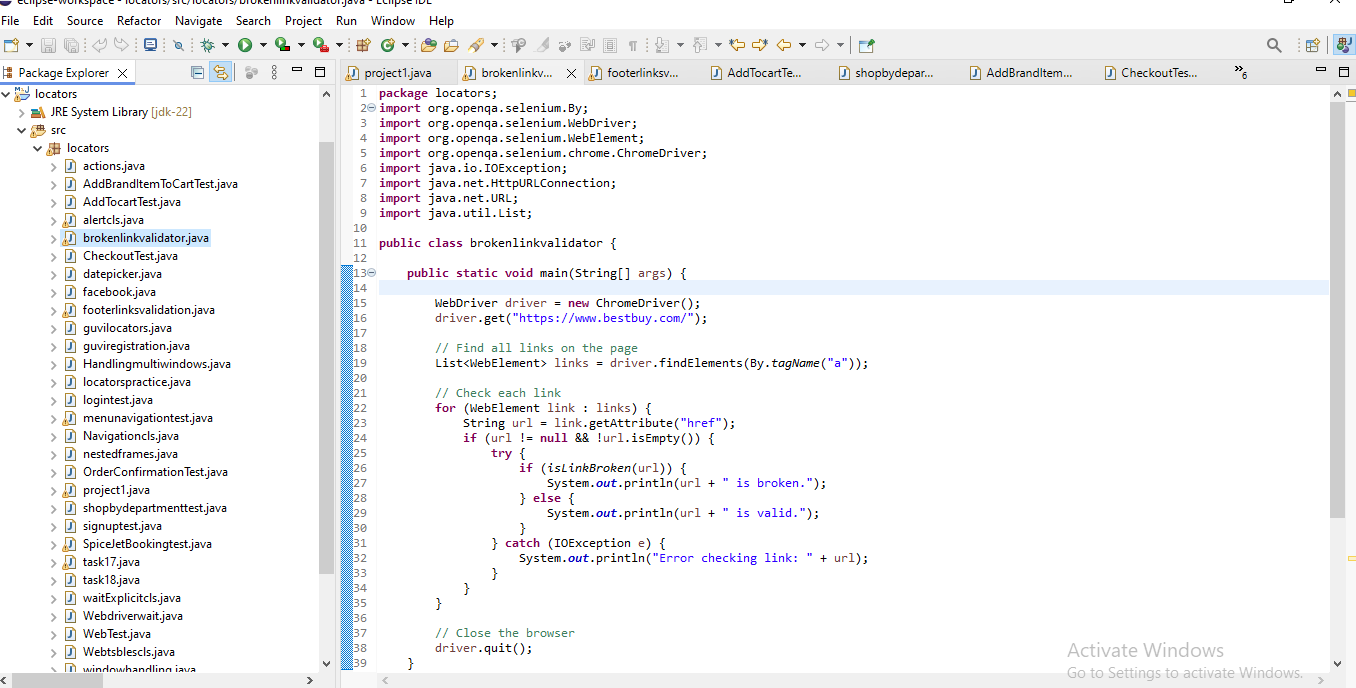 eclipse-workspace - locators/src/locators/brokenlinkvalidator.java - Eclipse IDE
File Edit Source Refactor Navigate Search Project Run Window Help
Package Explorer
project1.java brokenlinkv... footerlinksv... AddTocartTe... shopbydepar... AddBrandItem... CheckoutTes... »6
locators
JRE System Library [jdk-22]
src
locators
actions.java
AddBrandItemToCartTest.java
AddTocartTest.java
alertcls.java
brokenlinkvalidator.java
CheckoutTest.java
datepicker.java
facebook.java
footerlinksvalidation.java
guvilocators.java
guviregistration.java
Handlingmultiwindows.java
locatorspractice.java
logintest.java
menunavigationtest.java
Navigationcls.java
nestedframes.java
OrderConfirmationTest.java
project1.java
shopbydepartmenttest.java
signuptest.java
SpiceJetBookingtest.java
task17.java
task18.java
waitExplicitcls.java
Webdriverwait.java
WebTest.java
Webtsblescls.java
windowhandling.java
1 package locators;
2 import org.openqa.selenium.By;
3 import org.openqa.selenium.WebDriver;
4 import org.openqa.selenium.WebElement;
5 import org.openqa.selenium.chrome.ChromeDriver;
6 import java.io.IOException;
7 import java.net.HttpURLConnection;
8 import java.net.URL;
9 import java.util.List;
10
11 public class brokenlinkvalidator {
12
13 public static void main(String[] args) {
14
15 WebDriver driver = new ChromeDriver();
16 driver.get("https://www.bestbuy.com/");
17
18 // Find all links on the page
19 List<WebElement> links = driver.findElements(By.tagName("a"));
20
21 // Check each link
22 for (WebElement link : links) {
23 String url = link.getAttribute("href");
24 if (url != null && !url.isEmpty()) {
25 try {
26 if (isLinkBroken(url)) {
27 System.out.println(url + " is broken.");
28 } else {
29 System.out.println(url + " is valid.");
30 }
31 } catch (IOException e) {
32 System.out.println("Error checking link: " + url);
33 }
34 }
35 }
36
37 // Close the browser
38 driver.quit();
39 }
Activate Windows
Go to Settings to activate Windows.